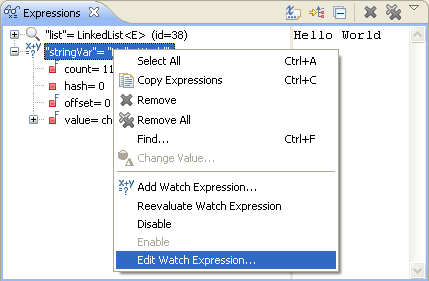 Expressions
"list"= LinkedList<E> (id=38)
Hello World
"stringVar"=
count= 11
hash= 0
offset= 0
value= ch
Select All Ctrl+A
Copy Expressions Ctrl+C
Remove
Remove All
Find... Ctrl+F
Change Value...
Add Watch Expression...
Reevaluate Watch Expression
Disable
Enable
Edit Watch Expression...